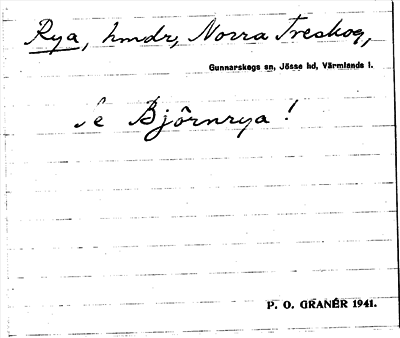 Rya, hmdr, Norra Treskog,
Gunnarskogs sn, Jösse hd, Värmlands l.
Se Björnrya!
P. O. GRANÉR 1941.